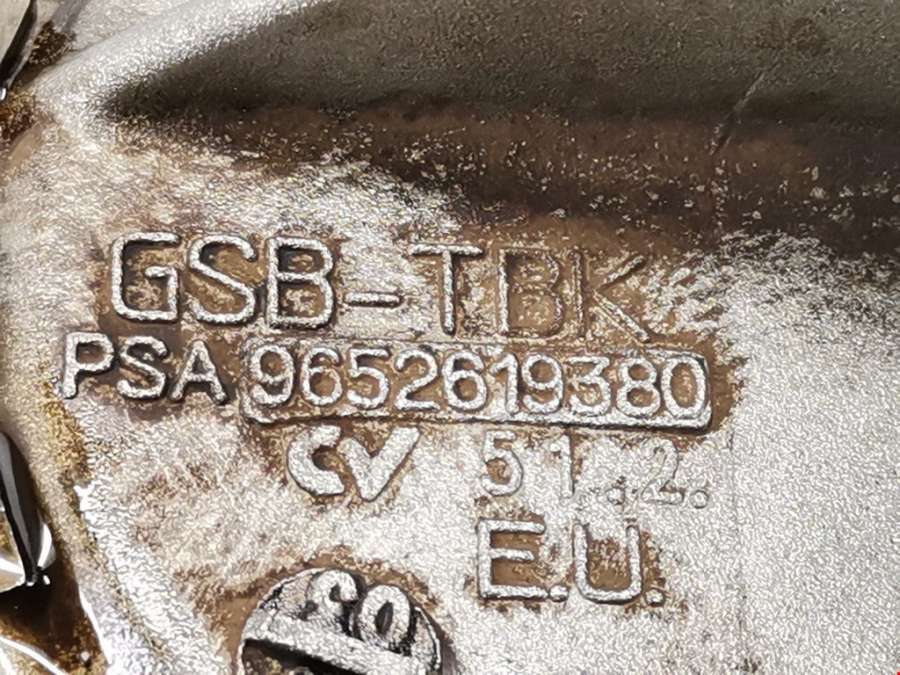 GSB-TBK
PSA 9652619380
CV 51.2.
E.U.